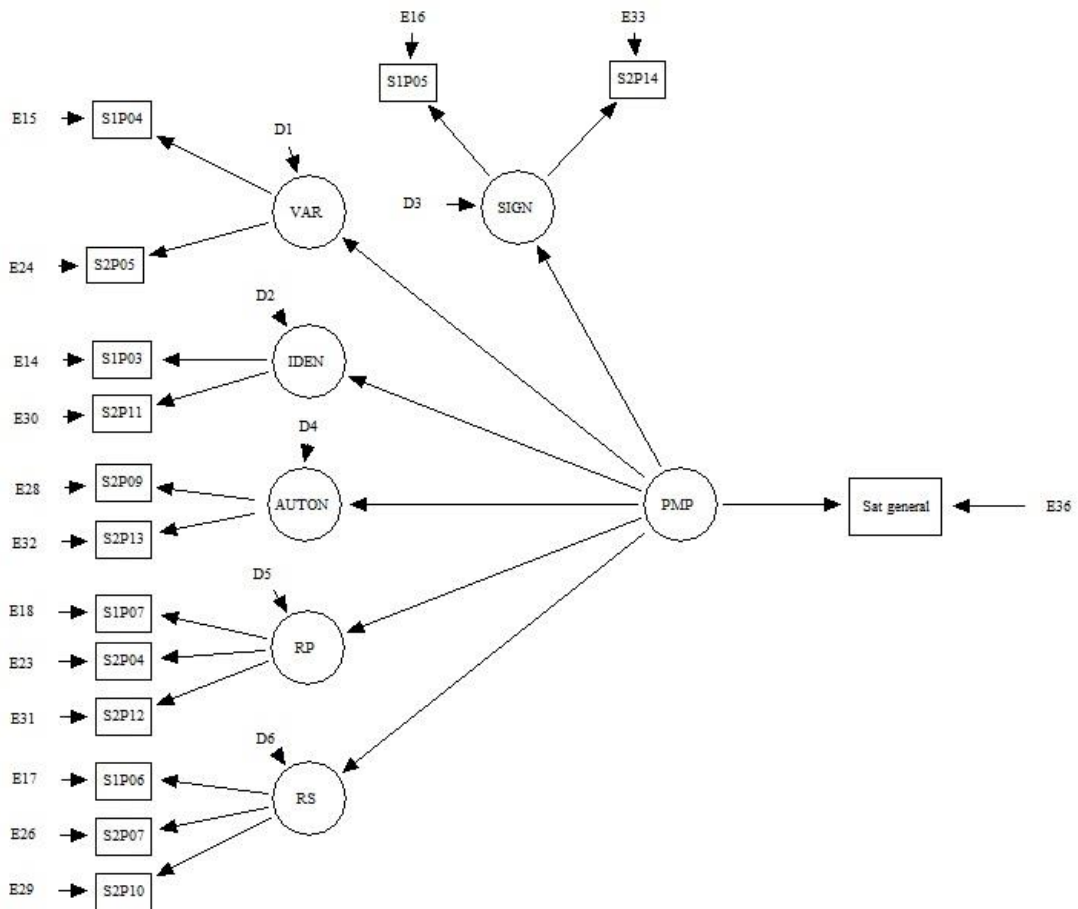 E16
E33
S1P05
S2P14
E15
S1P04
D1
D3
SIGN
VAR
E24
S2P05
D2
E14
S1P03
IDEN
E30
S2P11
D4
E28
S2P09
AUTON
PMP
Sat general
E36
E32
S2P13
D5
E18
S1P07
RP
E23
S2P04
E31
S2P12
D6
E17
S1P06
RS
E26
S2P07
E29
S2P10